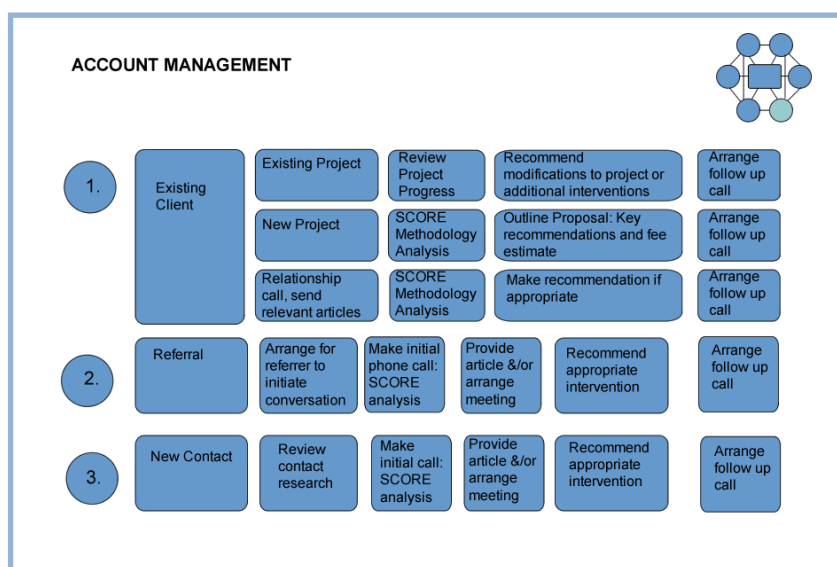 ACCOUNT MANAGEMENT
1.
Existing
Client
Existing Project
Review
Project
Progress
Recommend
modifications to project or
additional interventions
Arrange
follow up
call
New Project
SCORE
Methodology
Analysis
Outline Proposal: Key
recommendations and fee
estimate
Arrange
follow up
call
Relationship
call, send
relevant articles
SCORE
Methodology
Analysis
Make recommendation if
appropriate
Arrange
follow up
call
2.
Referral
Arrange for
referrer to
initiate
conversation
Make initial
phone call:
SCORE
analysis
Provide
article &/or
arrange
meeting
Recommend
appropriate
intervention
Arrange
follow up
call
3.
New Contact
Review
contact
research
Make
initial call:
SCORE
analysis
Provide
article &/or
arrange
meeting
Recommend
appropriate
intervention
Arrange
follow up
call